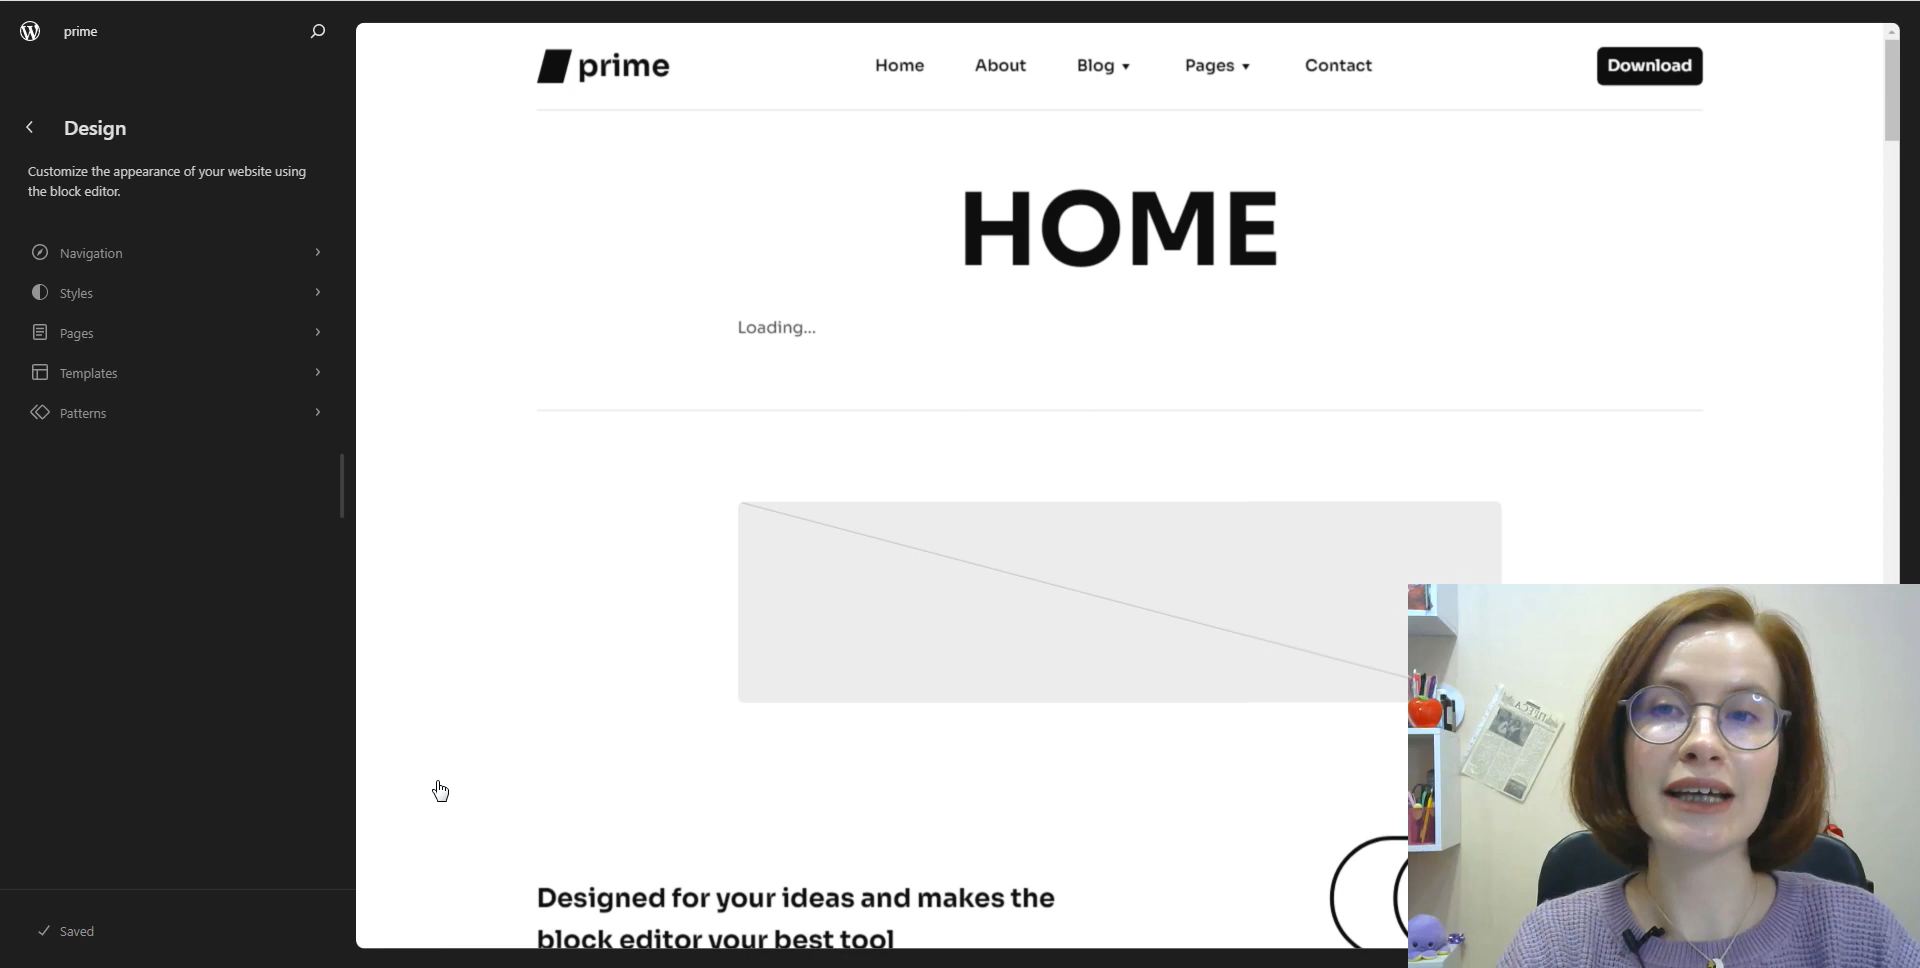 prime
Design
Customize the appearance of your website using
the block editor.
Navigation
Styles
Pages
Templates
Patterns
Saved
prime
Home
About
Blog
Pages
Contact
Download
HOME
Loading...
Designed for your ideas and makes the
block editor your best tool